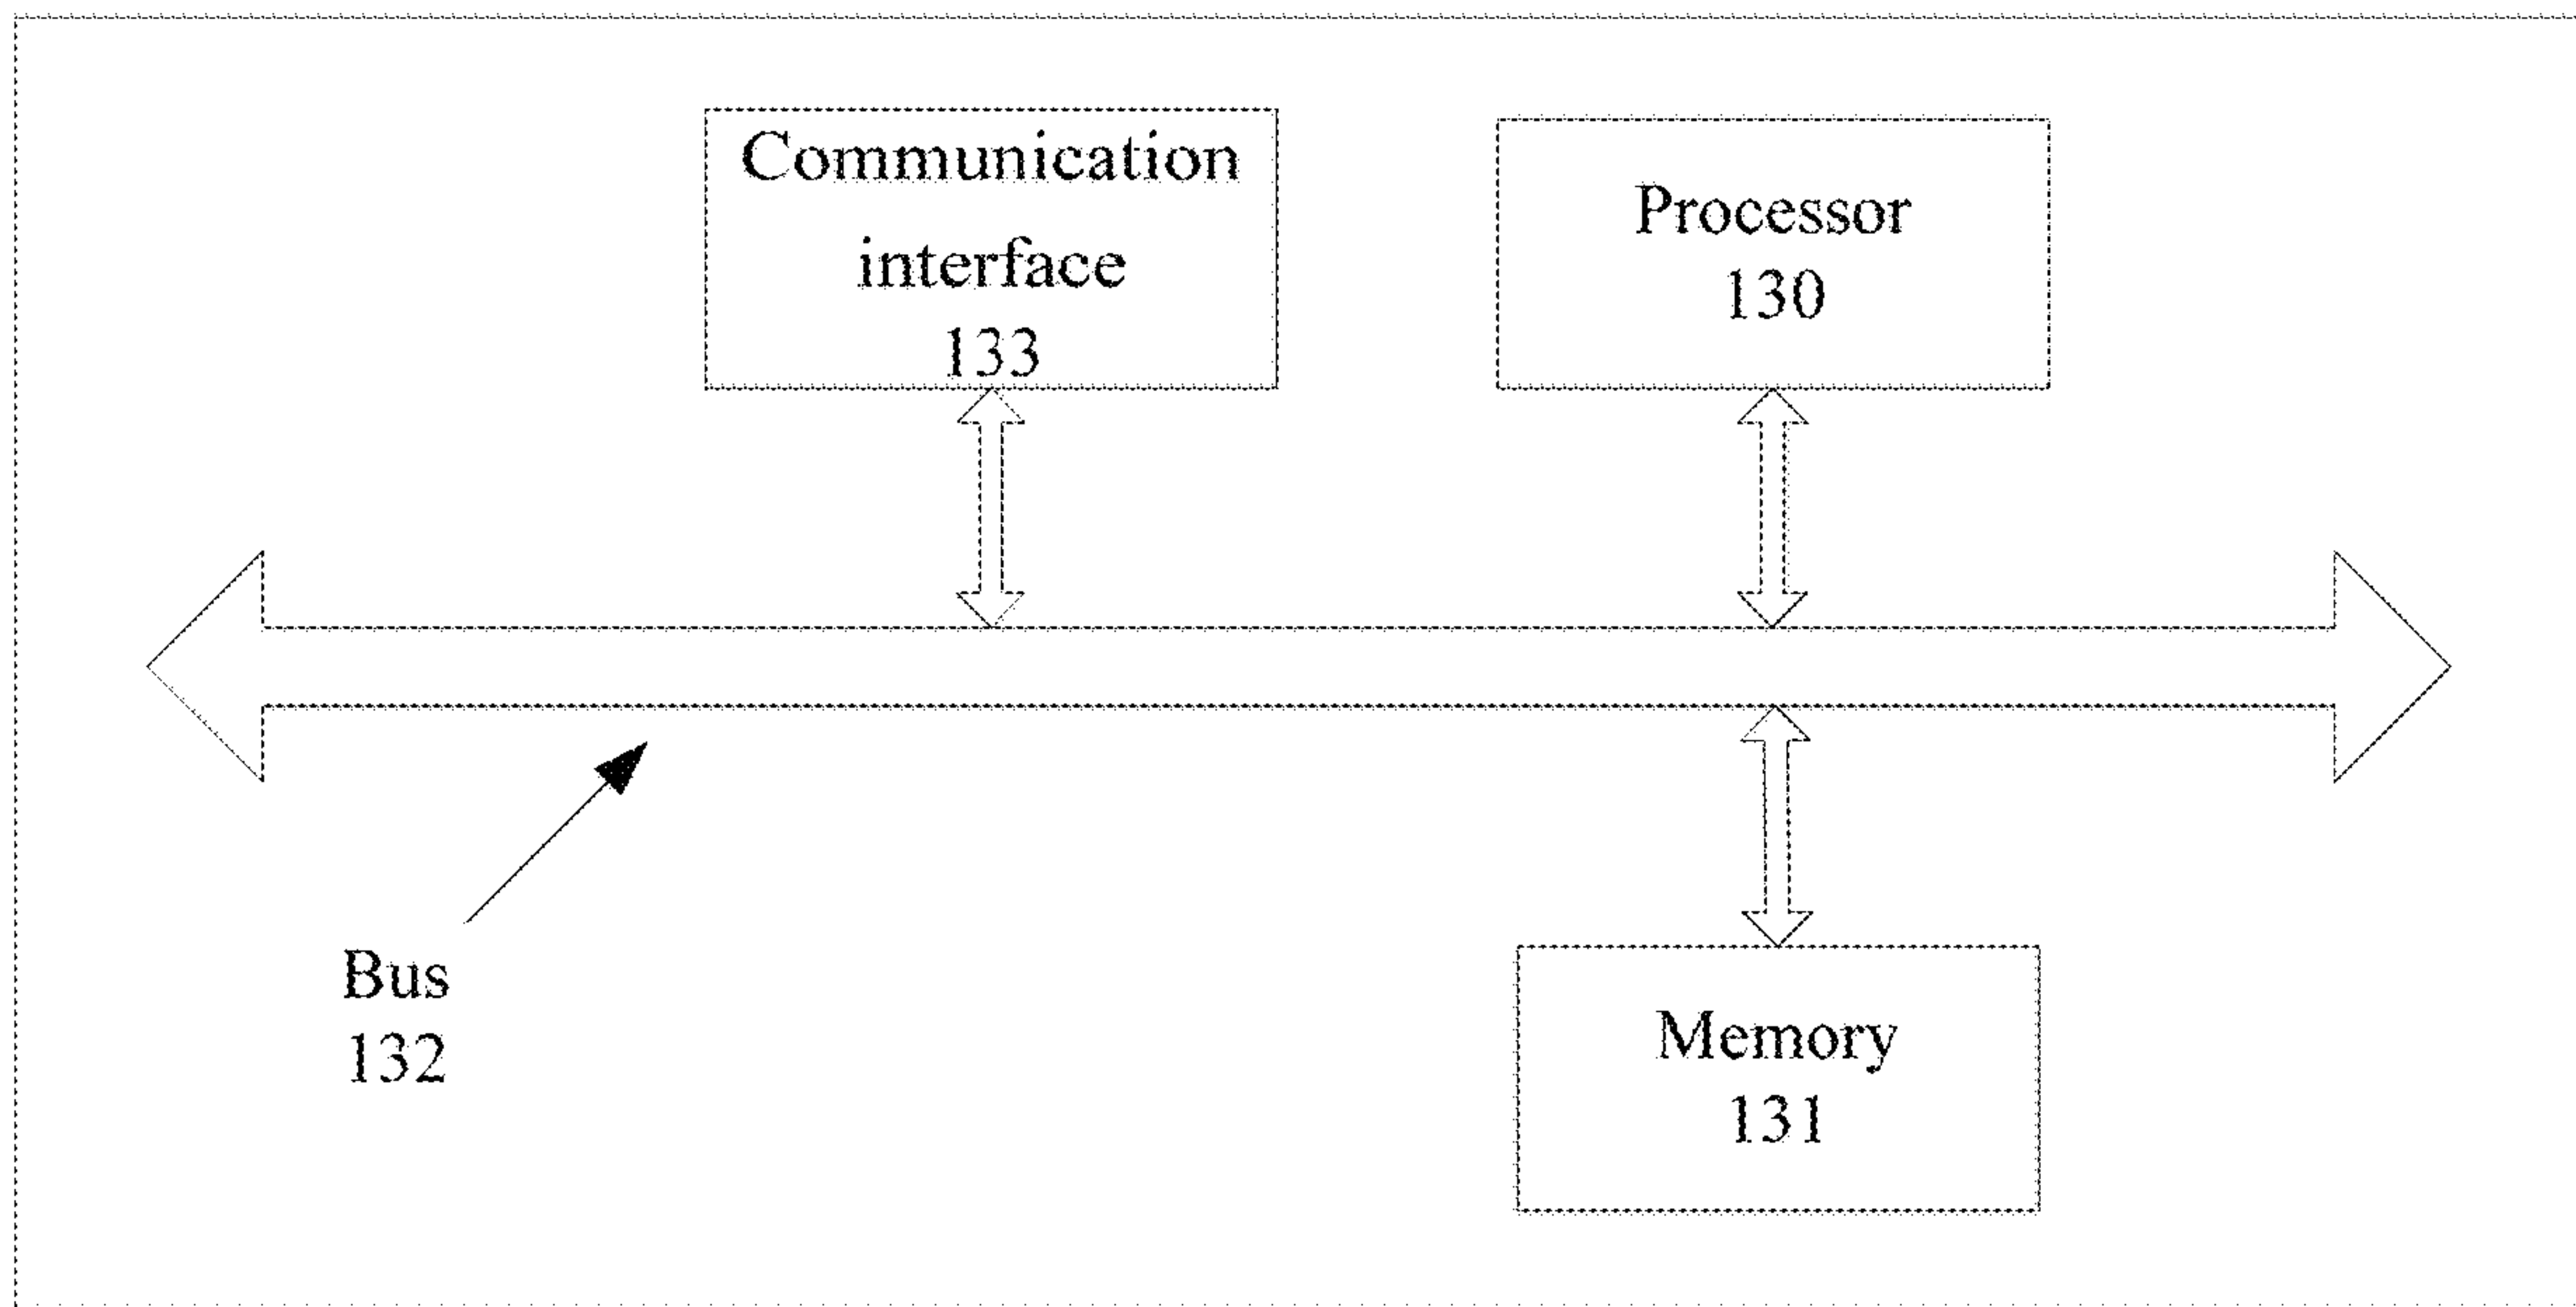 Communication
interface
133
Processor
130
Bus
132
Memory
131